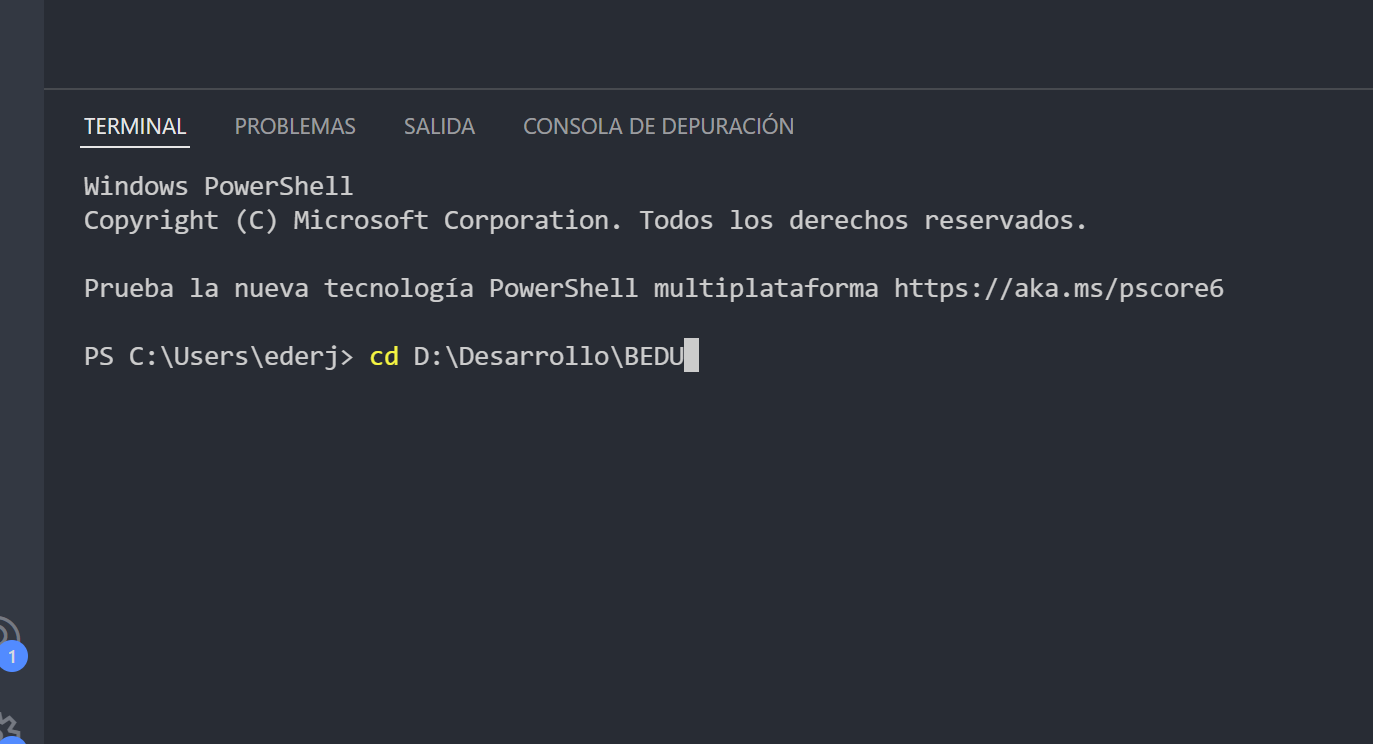 TERMINAL PROBLEMAS SALIDA CONSOLA DE DEPURACIÓN
Windows PowerShell
Copyright (C) Microsoft Corporation. Todos los derechos reservados.
Prueba la nueva tecnología PowerShell multiplataforma https://aka.ms/pscore6
PS C:\Users\ederj> cd D:\Desarrollo\BEDU
1